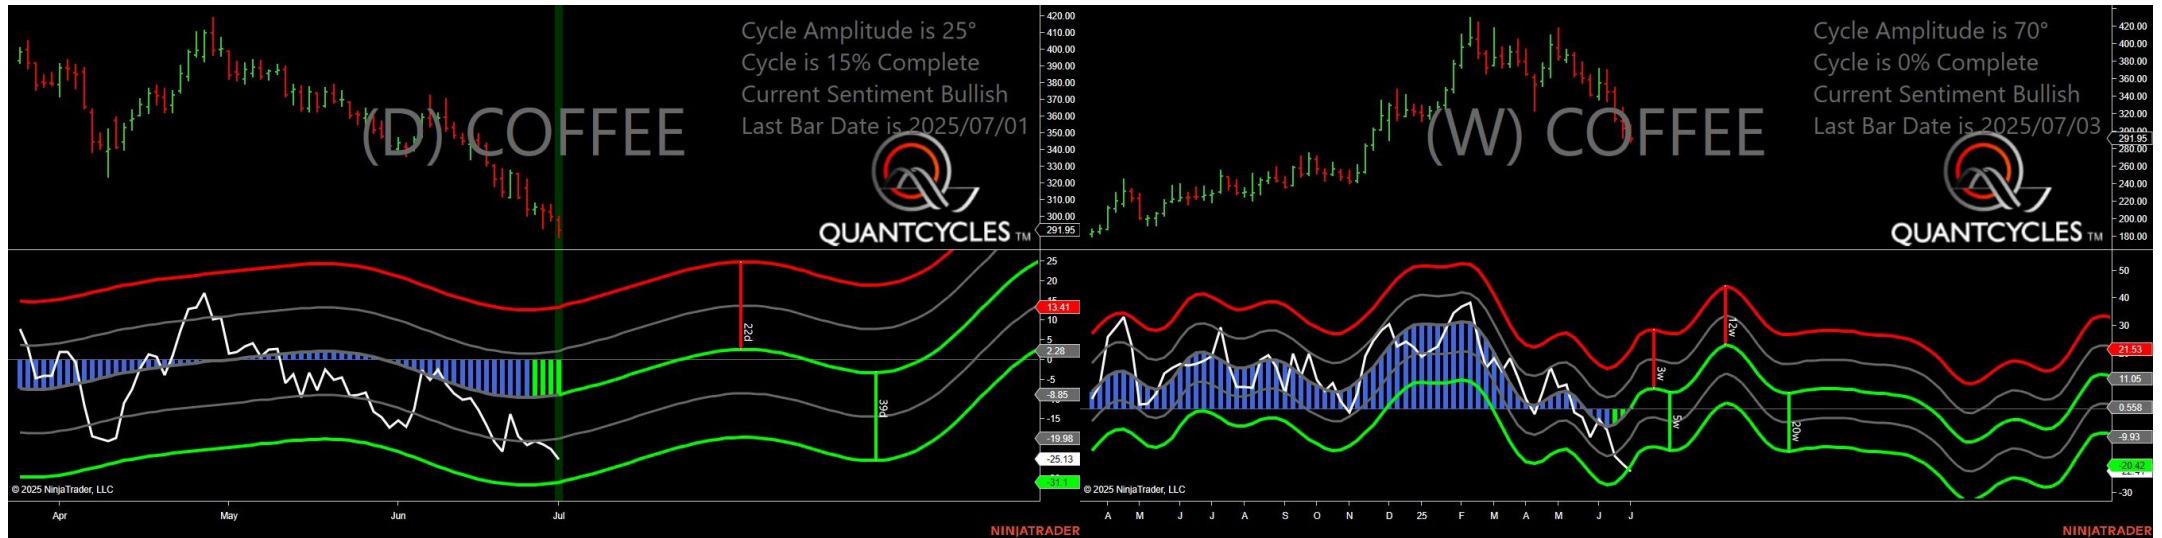 Cycle Amplitude is 25°
Cycle is 15% Complete
Current Sentiment Bullish
Last Bar Date is 2025/07/01
(D) COFFEE
QUANTCYCLES TM
420.00
410.00
400.00
390.00
380.00
370.00
360.00
350.00
340.00
330.00
320.00
310.00
300.00
291.95
25
20
15
13.41
10
5
2.28
-5
-8.85
-15
-19.98
-25.13
-31.1
22d
39d
© 2025 NinjaTrader, LLC
Apr May Jun Jul
NINJATRADER
Cycle Amplitude is 70°
Cycle is 0% Complete
Current Sentiment Bullish
Last Bar Date is 2025/07/03
(W) COFFEE
QUANTCYCLES TM
420.00
400.00
380.00
360.00
340.00
320.00
300.00
291.95
280.00
260.00
240.00
220.00
200.00
180.00
50
40
30
21.53
11.05
0.558
-9.93
-20.42
-30
3w
5w
12w
20w
© 2025 NinjaTrader, LLC
A M J J A S O N D 25 F M A M J J
NINJATRADER